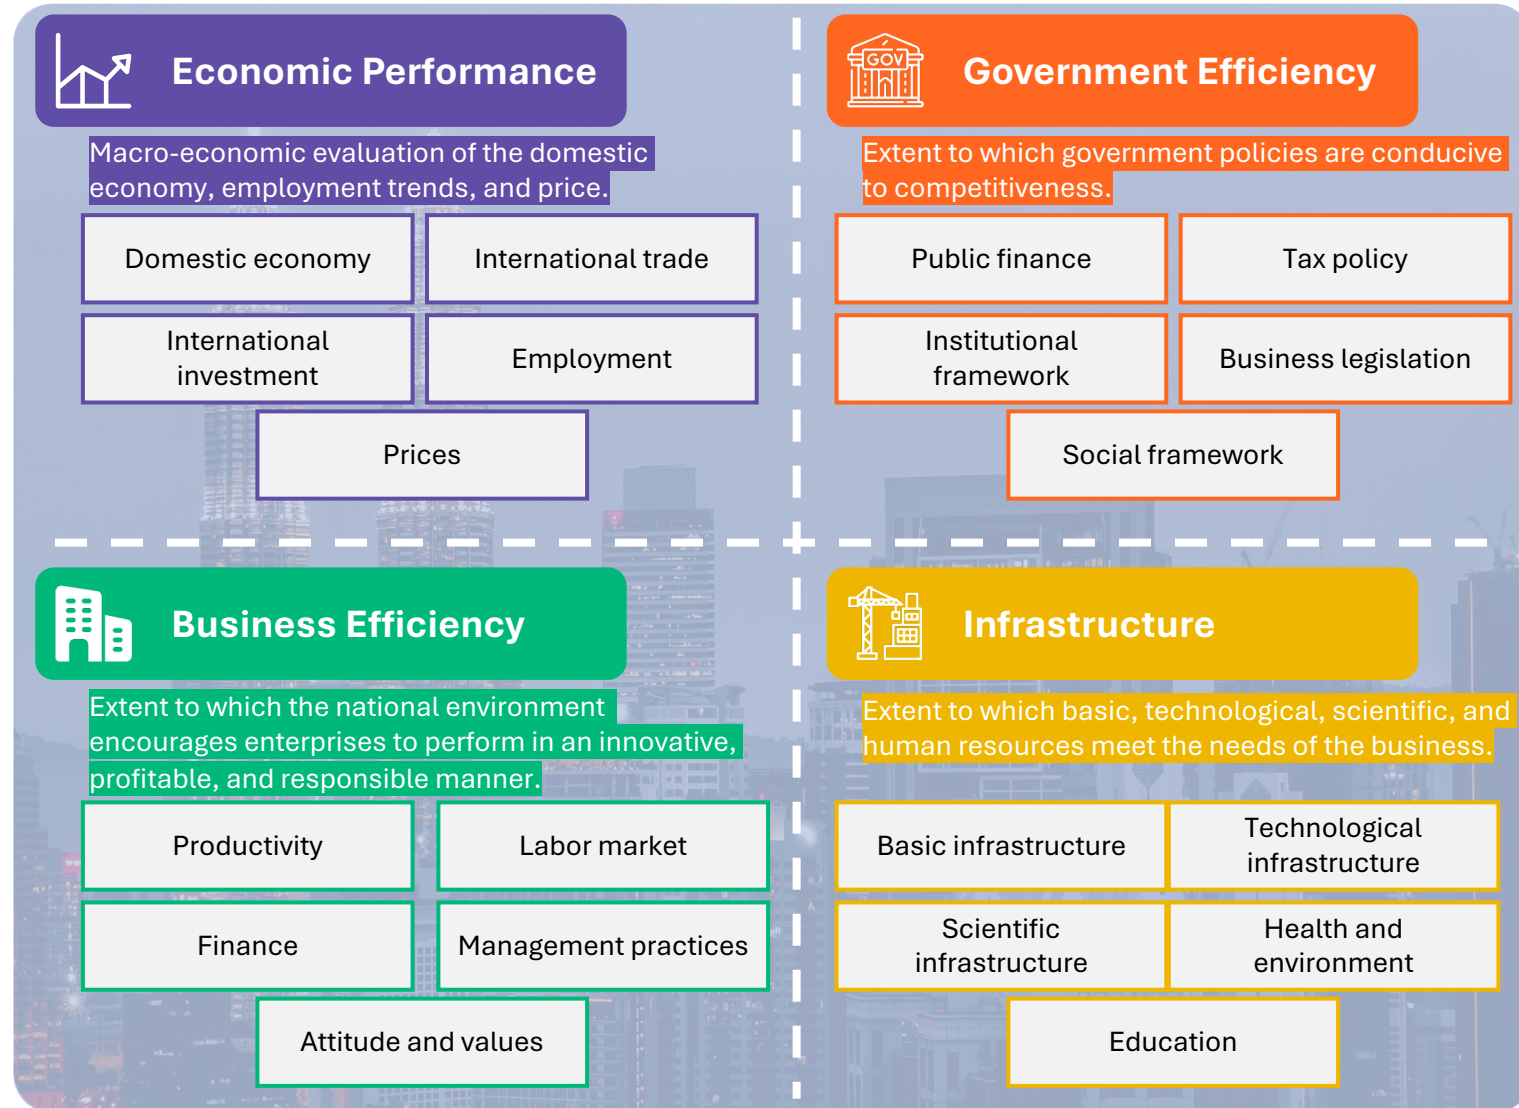 Economic Performance
Macro-economic evaluation of the domestic
economy, employment trends, and price.
Domestic economy
International trade
International
investment
Employment
Prices
GOV
Government Efficiency
Extent to which government policies are conducive
to competitiveness.
Public finance
Tax policy
Institutional
framework
Business legislation
Social framework
Business Efficiency
Extent to which the national environment
encourages enterprises to perform in an innovative,
profitable, and responsible manner.
Productivity
Labor market
Finance
Management practices
Attitude and values
Infrastructure
Extent to which basic, technological, scientific, and
human resources meet the needs of the business.
Basic infrastructure
Technological
infrastructure
Scientific
infrastructure
Health and
environment
Education